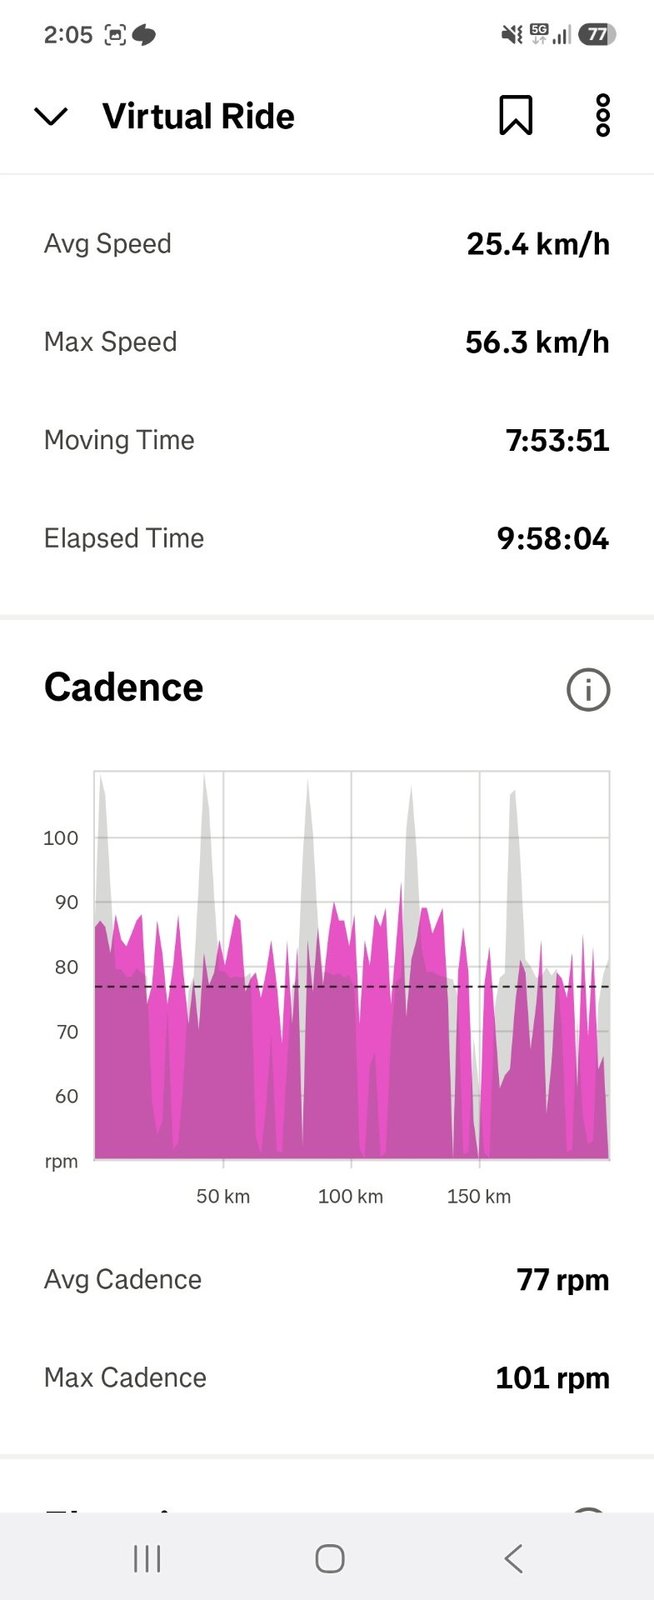 2:05 5G 77
Virtual Ride
Avg Speed 25.4 km/h
Max Speed 56.3 km/h
Moving Time 7:53:51
Elapsed Time 9:58:04
Cadence
100
90
80
70
60
rpm
50 km 100 km 150 km
Avg Cadence 77 rpm
Max Cadence 101 rpm